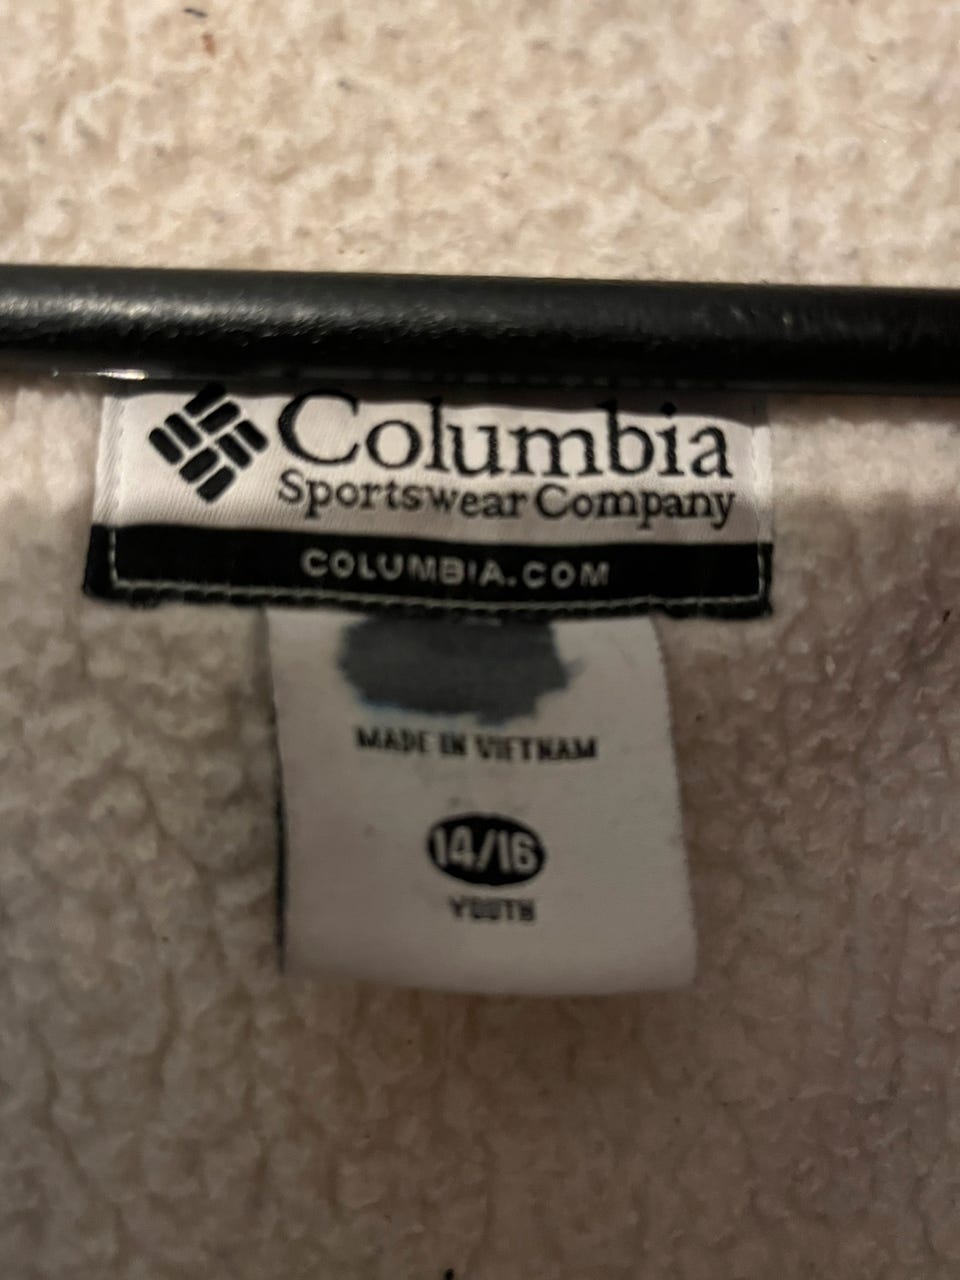 Columbia
Sportswear Company
COLUMBIA.COM
MADE IN VIETNAM
14/16
YOUTH